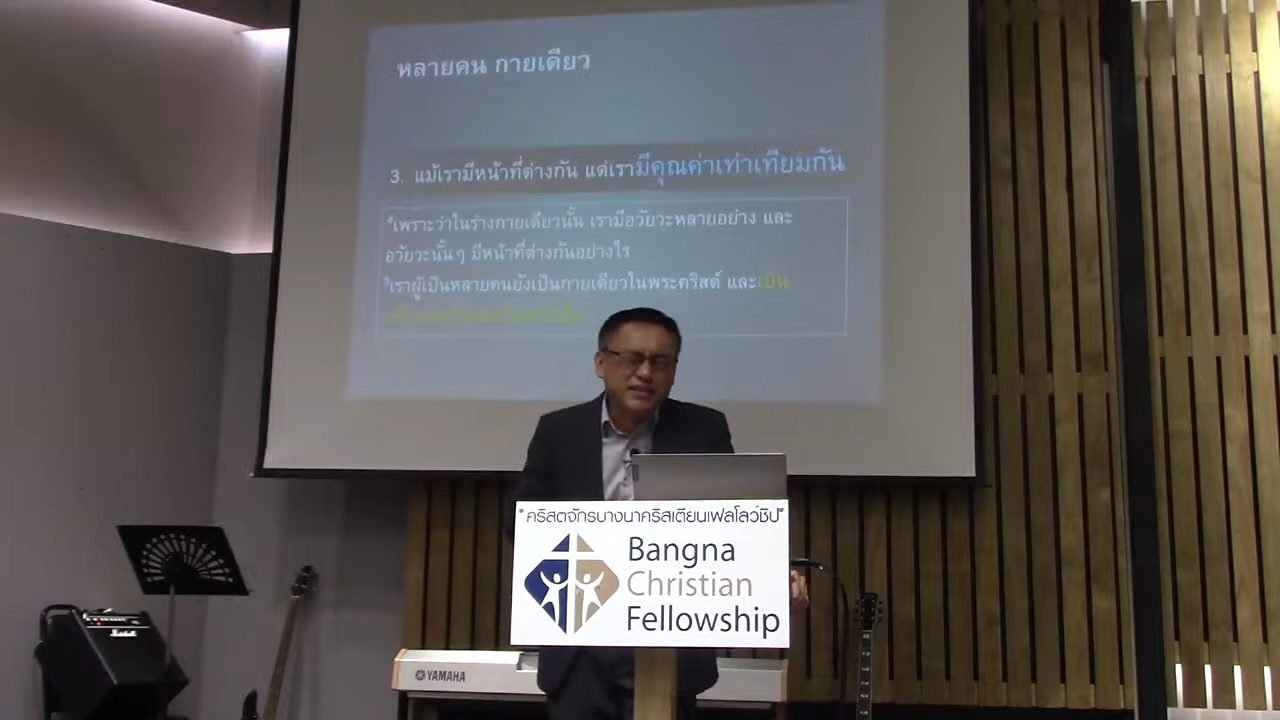 หลายคน กายเดียว
3. แม้เรามีหน้าที่ต่างกัน แต่เรามีคุณค่าเท่าเทียมกัน
⁴เพราะว่าในร่างกายเดียวนั้น เรามีอวัยวะหลายอย่าง และ
อวัยวะนั้นๆ มีหน้าที่ต่างกันอย่างไร
⁵เราผู้เป็นหลายคนยังเป็นกายเดียวในพระคริสต์ และเป็น
"คริสตจักรบางนาคริสเตียนเฟลโลว์ชิป"
Bangna
Christian
Fellowship
YAMAHA